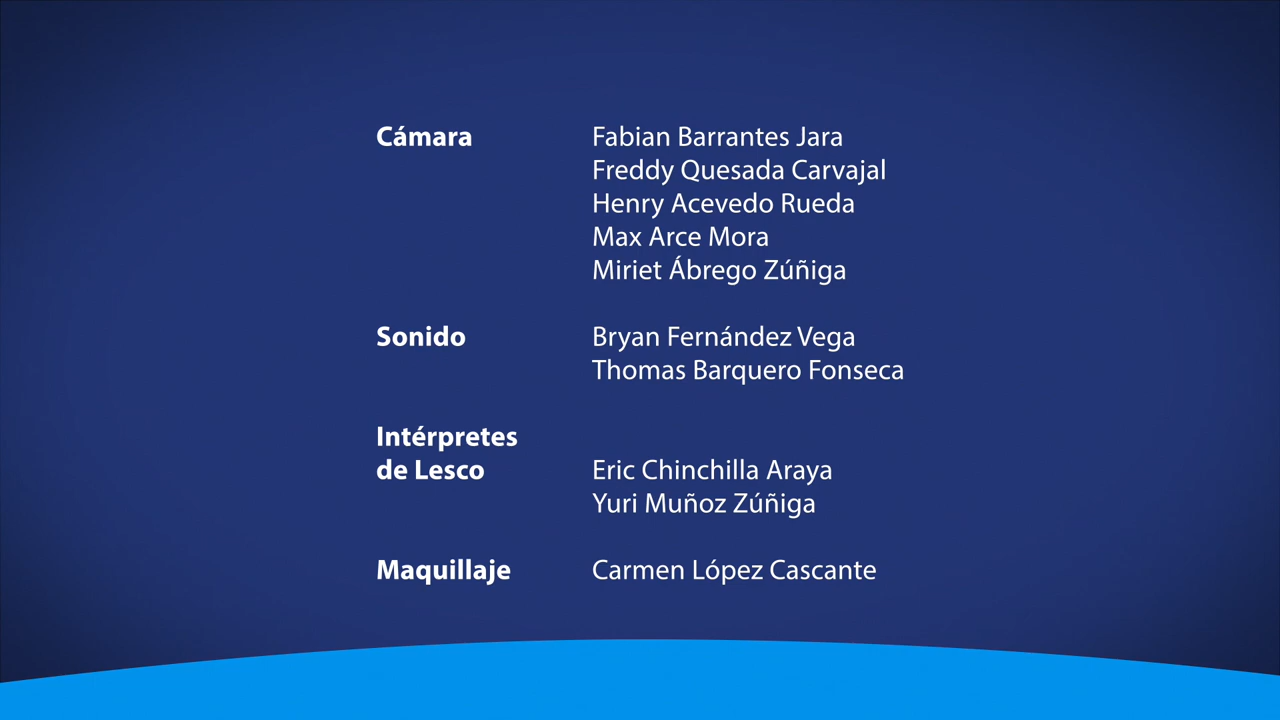 Cámara Fabian Barrantes Jara
Freddy Quesada Carvajal
Henry Acevedo Rueda
Max Arce Mora
Miriet Ábrego Zúñiga
Sonido Bryan Fernández Vega
Thomas Barquero Fonseca
Intérpretes
de Lesco Eric Chinchilla Araya
Yuri Muñoz Zúñiga
Maquillaje Carmen López Cascante